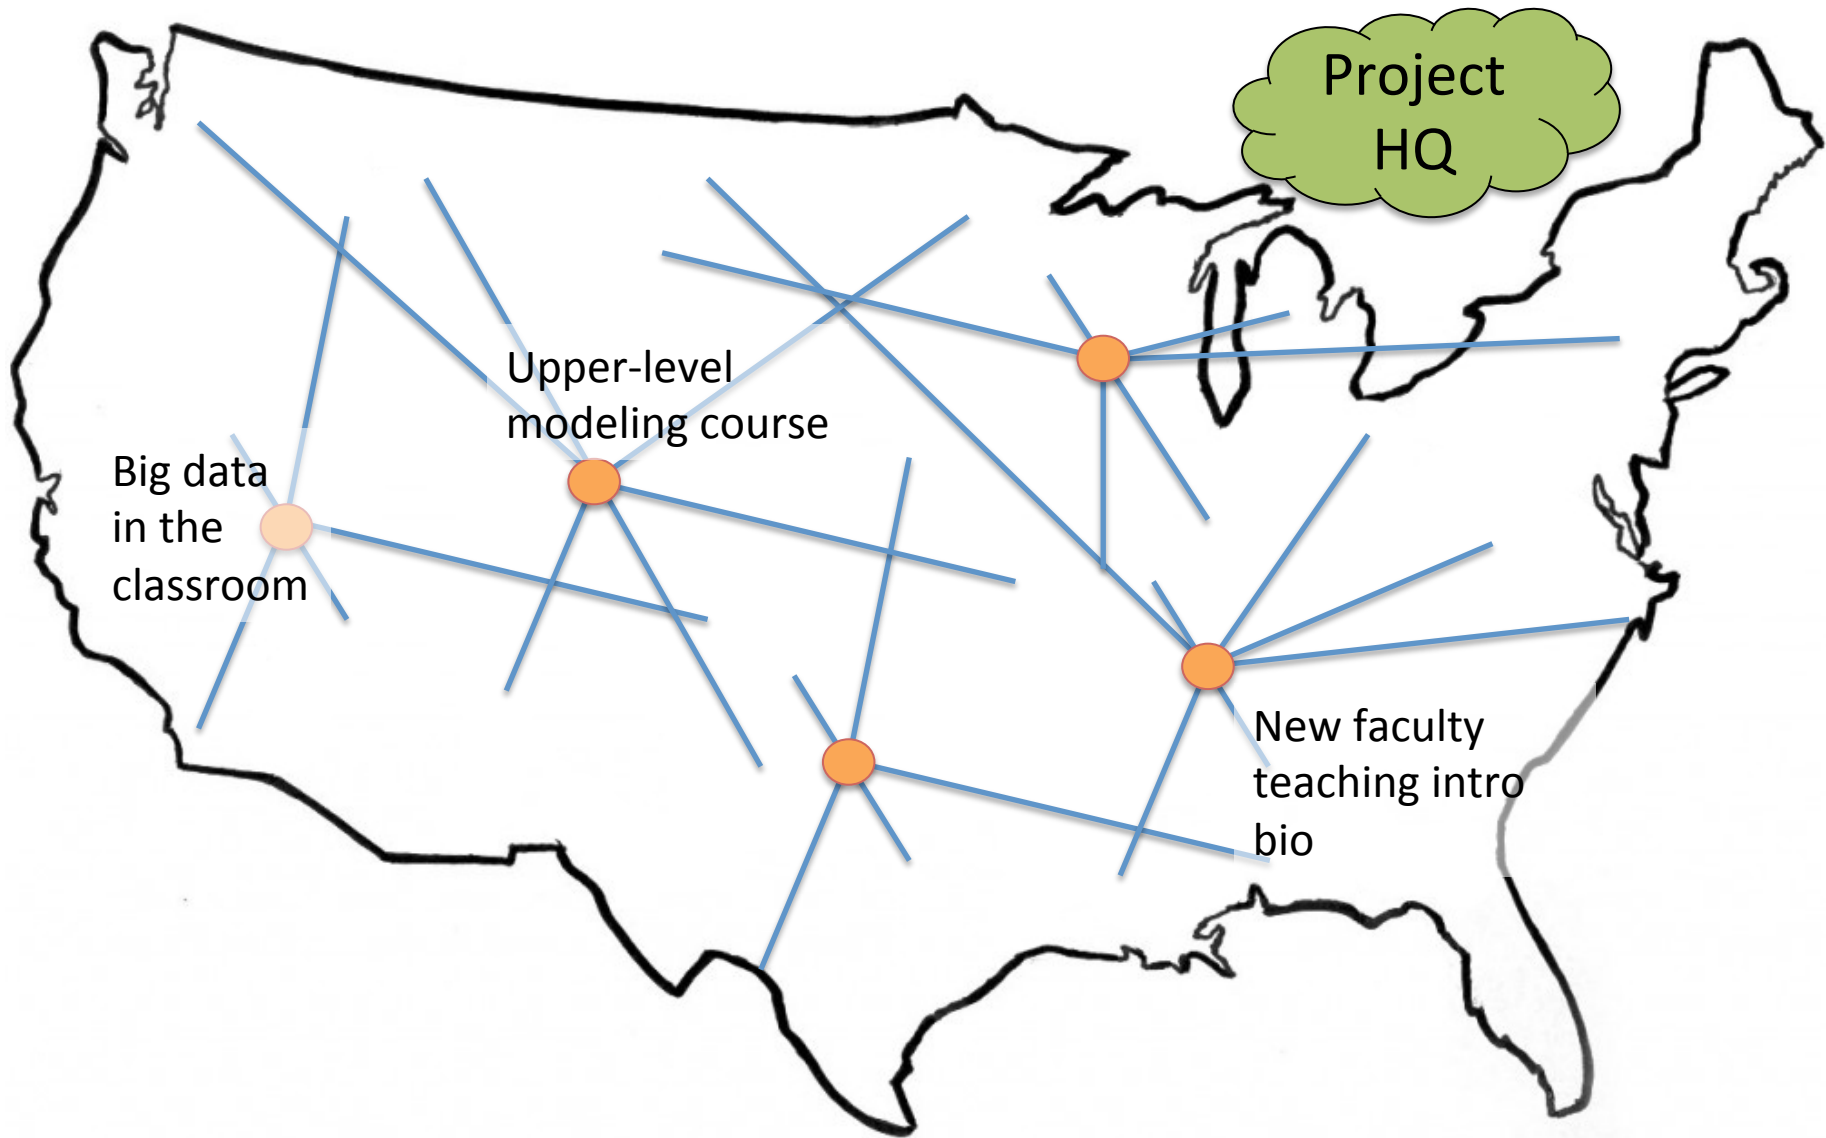 Project
HQ
Upper-level
modeling course
Big data
in the
classroom
New faculty
teaching intro
bio